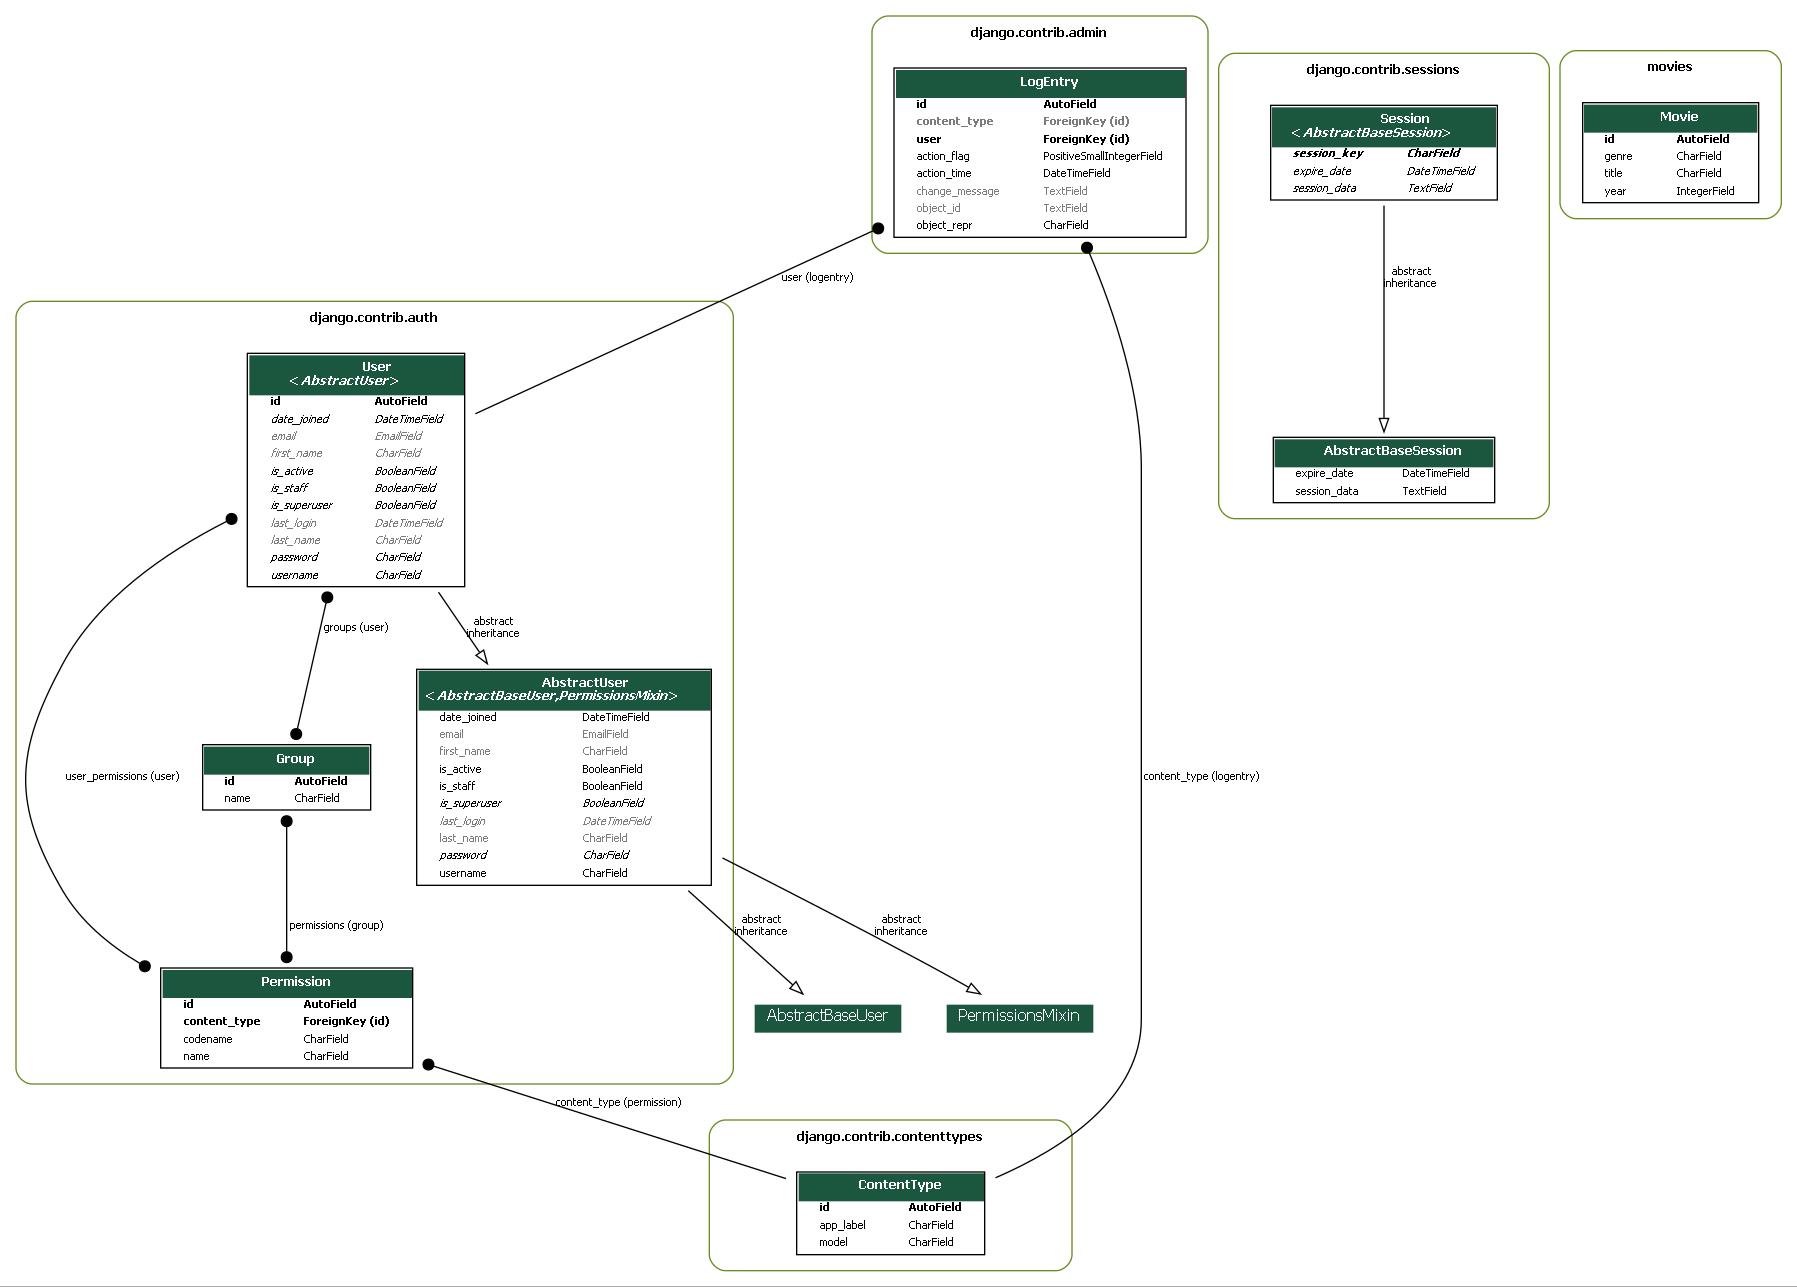 django.contrib.admin
LogEntry
id AutoField
content_type ForeignKey (id)
user ForeignKey (id)
action_flag PositiveSmallIntegerField
action_time DateTimeField
change_message TextField
object_id TextField
object_repr CharField
django.contrib.sessions
Session
<AbstractBaseSession>
session_key CharField
expire_date DateTimeField
session_data TextField
abstract
inheritance
AbstractBaseSession
expire_date DateTimeField
session_data TextField
movies
Movie
id AutoField
genre CharField
title CharField
year IntegerField
user (logentry)
django.contrib.auth
User
<AbstractUser>
id AutoField
date_joined DateTimeField
email EmailField
first_name CharField
is_active BooleanField
is_staff BooleanField
is_superuser BooleanField
last_login DateTimeField
last_name CharField
password CharField
username CharField
groups (user)
abstract
inheritance
AbstractUser
<AbstractBaseUser,PermissionsMixin>
date_joined DateTimeField
email EmailField
first_name CharField
is_active BooleanField
is_staff BooleanField
is_superuser BooleanField
last_login DateTimeField
last_name CharField
password CharField
username CharField
Group
id AutoField
name CharField
user_permissions (user)
content_type (logentry)
permissions (group)
abstract
inheritance
abstract
inheritance
Permission
id AutoField
content_type ForeignKey (id)
codename CharField
name CharField
AbstractBaseUser
PermissionsMixin
content_type (permission)
django.contrib.contenttypes
ContentType
id AutoField
app_label CharField
model CharField